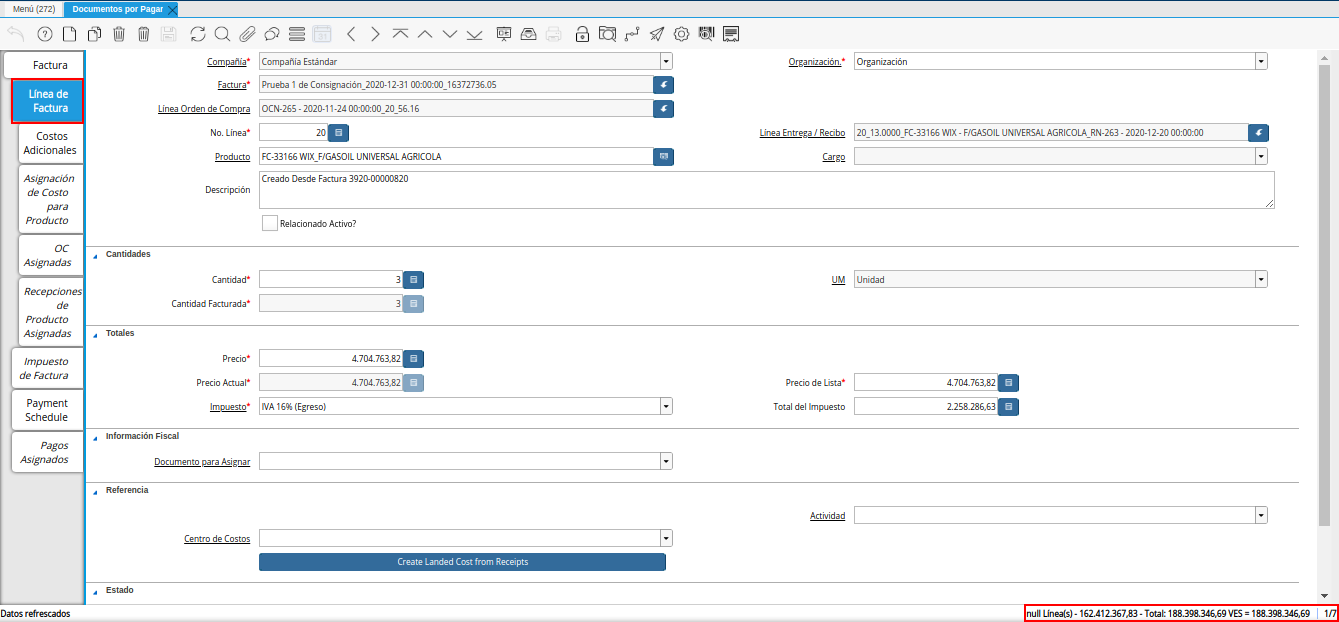 Menú (272) Documentos por Pagar
Factura
Línea de
Factura
Costos
Adicionales
Asignación
de Costo
para
Producto
OC
Asignadas
Recepciones
de
Producto
Asignadas
Impuesto
de Factura
Payment
Schedule
Pagos
Asignados
Compañía* Compañía Estándar Organización.* Organización
Factura* Prueba 1 de Consignación_2020-12-31 00:00:00_16372736.05
Línea Orden de Compra OCN-265 - 2020-11-24 00:00:00_20_56.16
No. Línea* 20 Línea Entrega / Recibo 20_13.0000_FC-33166 WIX - F/GASOIL UNIVERSAL AGRICOLA_RN-263 - 2020-12-20 00:00:00
Producto FC-33166 WIX_F/GASOIL UNIVERSAL AGRICOLA Cargo
Descripción Creado Desde Factura 3920-00000820
Relacionado Activo?
Cantidades
Cantidad* 3 UM Unidad
Cantidad Facturada* 3
Totales
Precio* 4.704.763,82
Precio Actual* 4.704.763,82 Precio de Lista* 4.704.763,82
Impuesto* IVA 16% (Egreso) Total del Impuesto 2.258.286,63
Información Fiscal
Documento para Asignar
Referencia
Actividad
Centro de Costos
Create Landed Cost from Receipts
Estado
Datos refrescados null Línea(s) - 162.412.367,83 - Total: 188.398.346,69 VES = 188.398.346,69 1/7